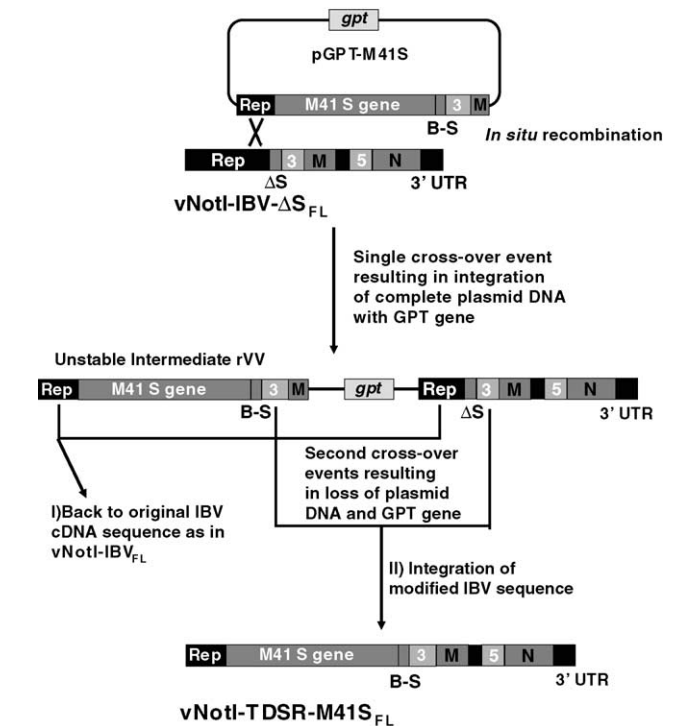 gpt
pGPT-M41S
Rep M41 S gene 3 M
B-S
In situ recombination
Rep 3 M 5 N
ΔS 3' UTR
vNotI-IBV-ΔSFL
Single cross-over event
resulting in integration
of complete plasmid DNA
with GPT gene
Unstable Intermediate rVV
Rep M41 S gene 3 M gpt Rep 3 M 5 N
B-S ΔS 3' UTR
Second cross-over
events resulting
in loss of plasmid
DNA and GPT gene
I)Back to original IBV
cDNA sequence as in
vNotI-IBVFL
II) Integration of
modified IBV sequence
Rep M41 S gene 3 M 5 N
B-S 3' UTR
vNotI-TDSR-M41SFL